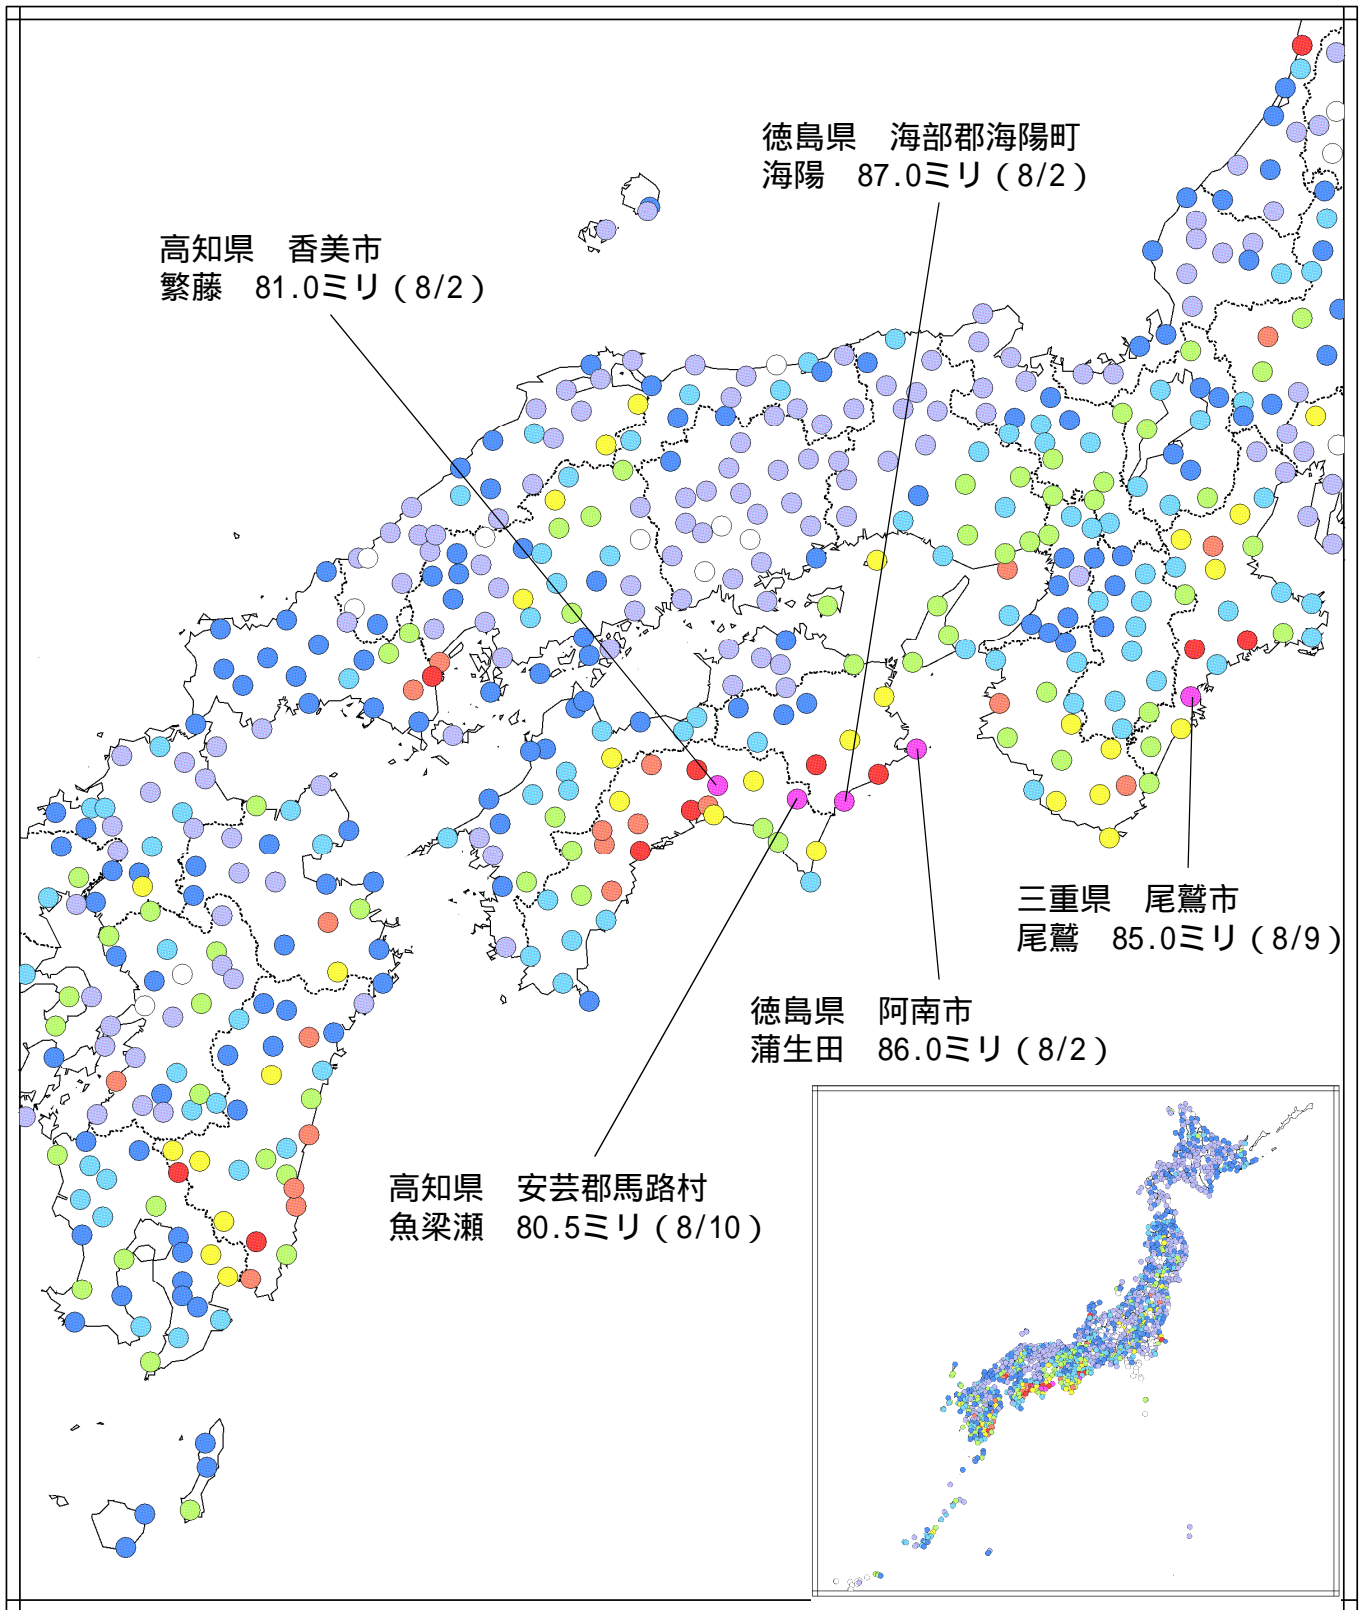 徳島県　海部郡海陽町
海陽　87.0ミリ（8/2）
高知県　香美市
繁藤　81.0ミリ（8/2）
三重県　尾鷲市
尾鷲　85.0ミリ（8/9）
徳島県　阿南市
蒲生田　86.0ミリ（8/2）
高知県　安芸郡馬路村
魚梁瀬　80.5ミリ（8/10）